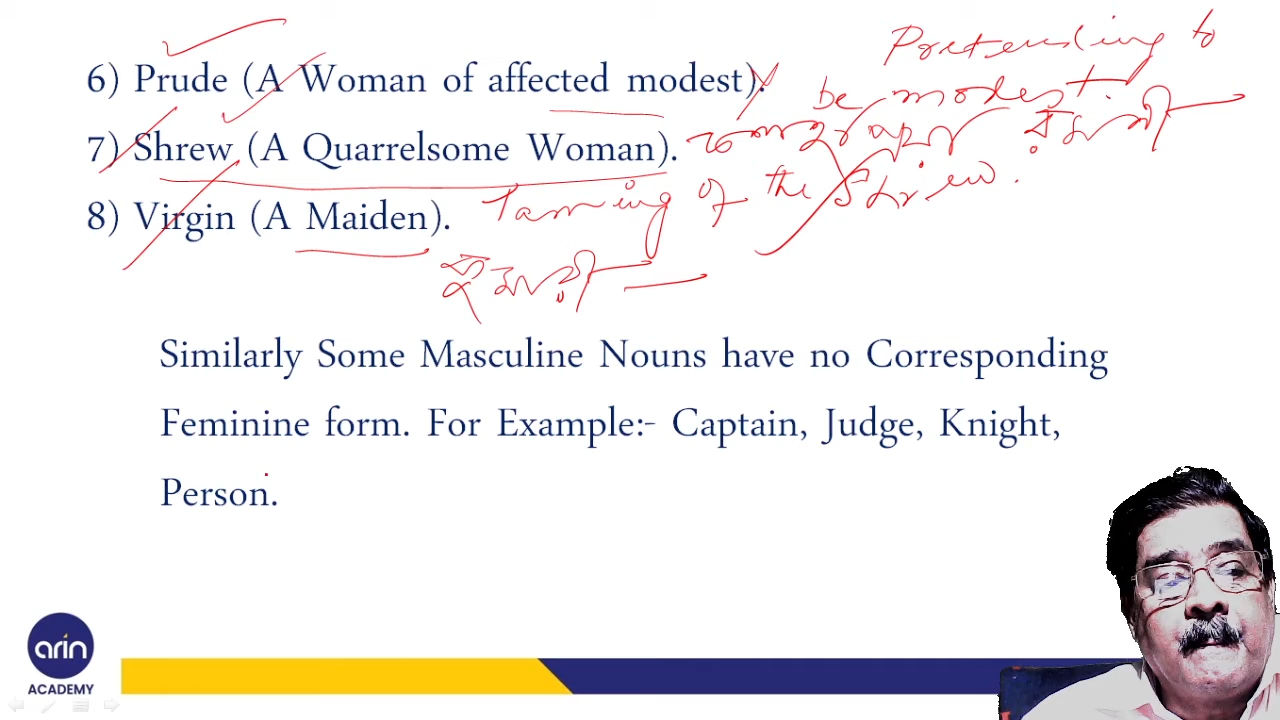 Pretending to
6) Prude (A Woman of affected modest). y
be modest.
7) Shrew (A Quarrelsome Woman). রমণী
8) Virgin (A Maiden). Taming of the Shrew.
কুমারী
Similarly Some Masculine Nouns have no Corresponding
Feminine form. For Example:- Captain, Judge, Knight,
Person.
arin
ACADEMY